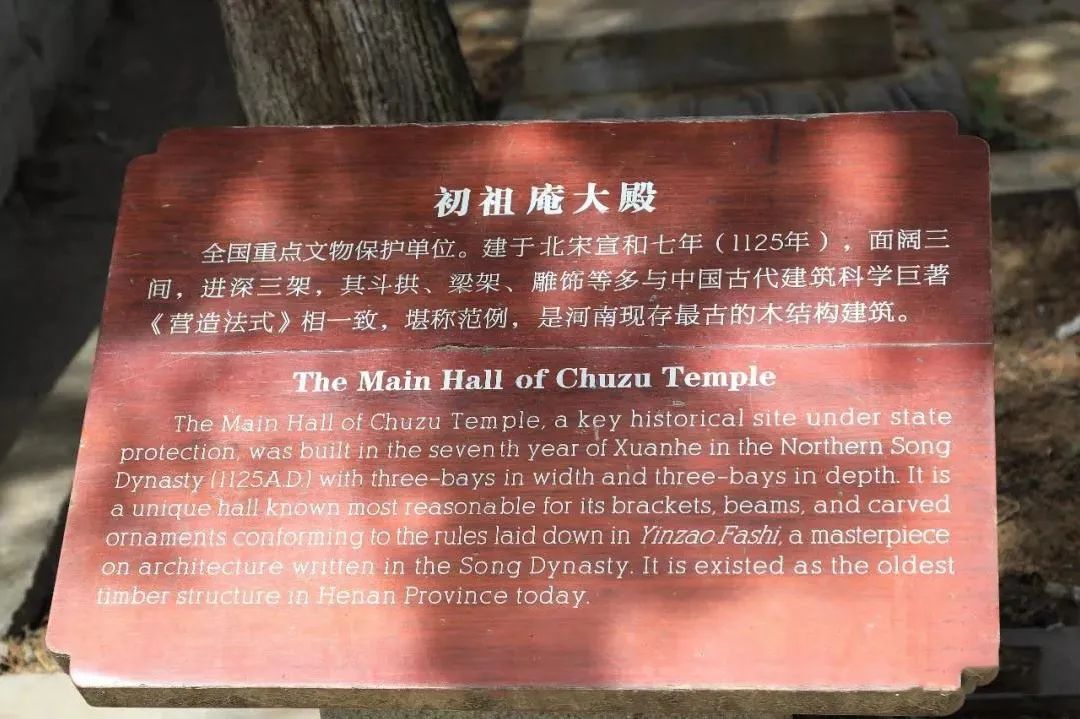 初祖庵大殿
全国重点文物保护单位。建于北宋宣和七年（1125年），面阔三
间，进深三架，其斗拱、梁架、雕饰等多与中国古代建筑科学巨著
《营造法式》相一致，堪称范例，是河南现存最古的木结构建筑。
The Main Hall of Chuzu Temple
The Main Hall of Chuzu Temple, a key historical site under state
protection, was built in the seventh year of Xuanhe in the Northern Song
Dynasty (1125A.D.) with three-bays in width and three-bays in depth. It is
a unique hall known most reasonable for its brackets, beams, and carved
ornaments conforming to the rules laid down in Yinzao Fashi, a masterpiece
on architecture written in the Song Dynasty. It is existed as the oldest
timber structure in Henan Province today.